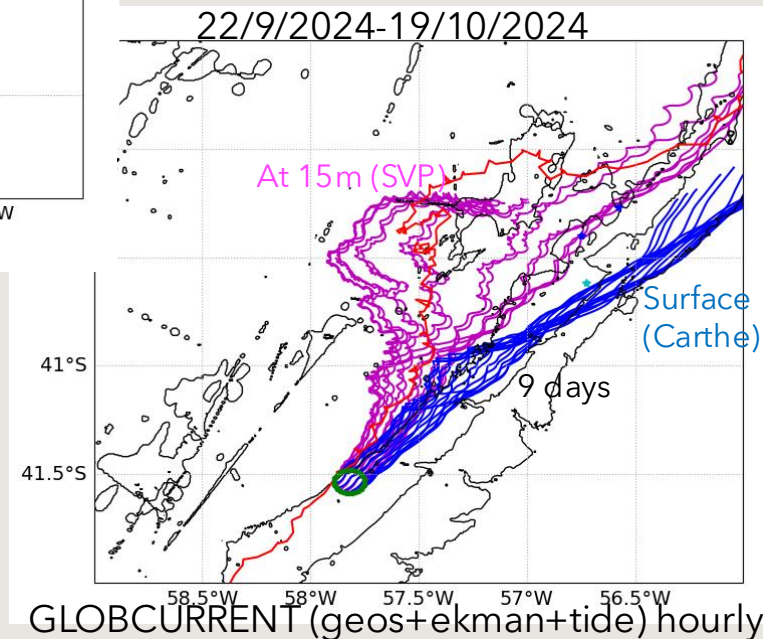 22/9/2024-19/10/2024
At 15m (SVP)
W
Surface
(Carthe)
41°S
9 days
41.5°S
58.5°W 58°W 57.5°W 57°W 56.5°W
GLOBCURRENT (geos+ekman+tide) hourly